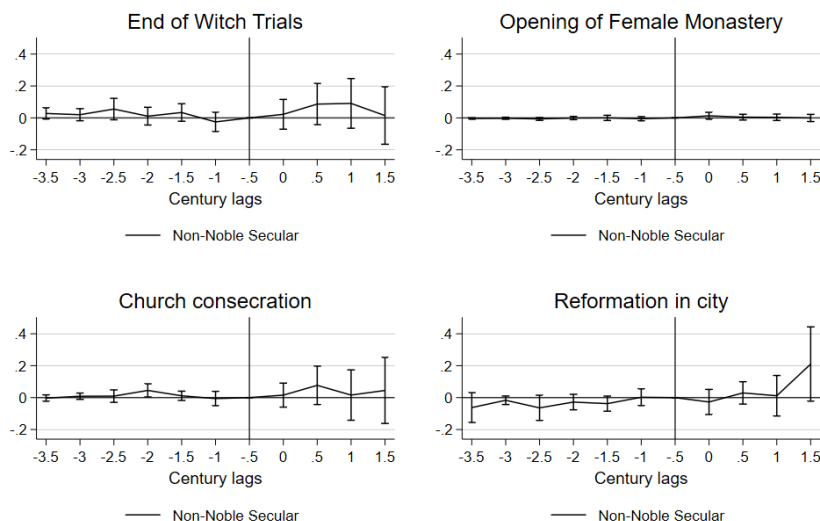 End of Witch Trials
.4
.2
0
-.2
-3.5 -3 -2.5 -2 -1.5 -1 -.5 0 .5 1 1.5
Century lags
Non-Noble Secular
Opening of Female Monastery
.4
.2
0
-.2
-3.5 -3 -2.5 -2 -1.5 -1 -.5 0 .5 1 1.5
Century lags
Non-Noble Secular
Church consecration
.4
.2
0
-.2
-3.5 -3 -2.5 -2 -1.5 -1 -.5 0 .5 1 1.5
Century lags
Non-Noble Secular
Reformation in city
.4
.2
0
-.2
-3.5 -3 -2.5 -2 -1.5 -1 -.5 0 .5 1 1.5
Century lags
Non-Noble Secular